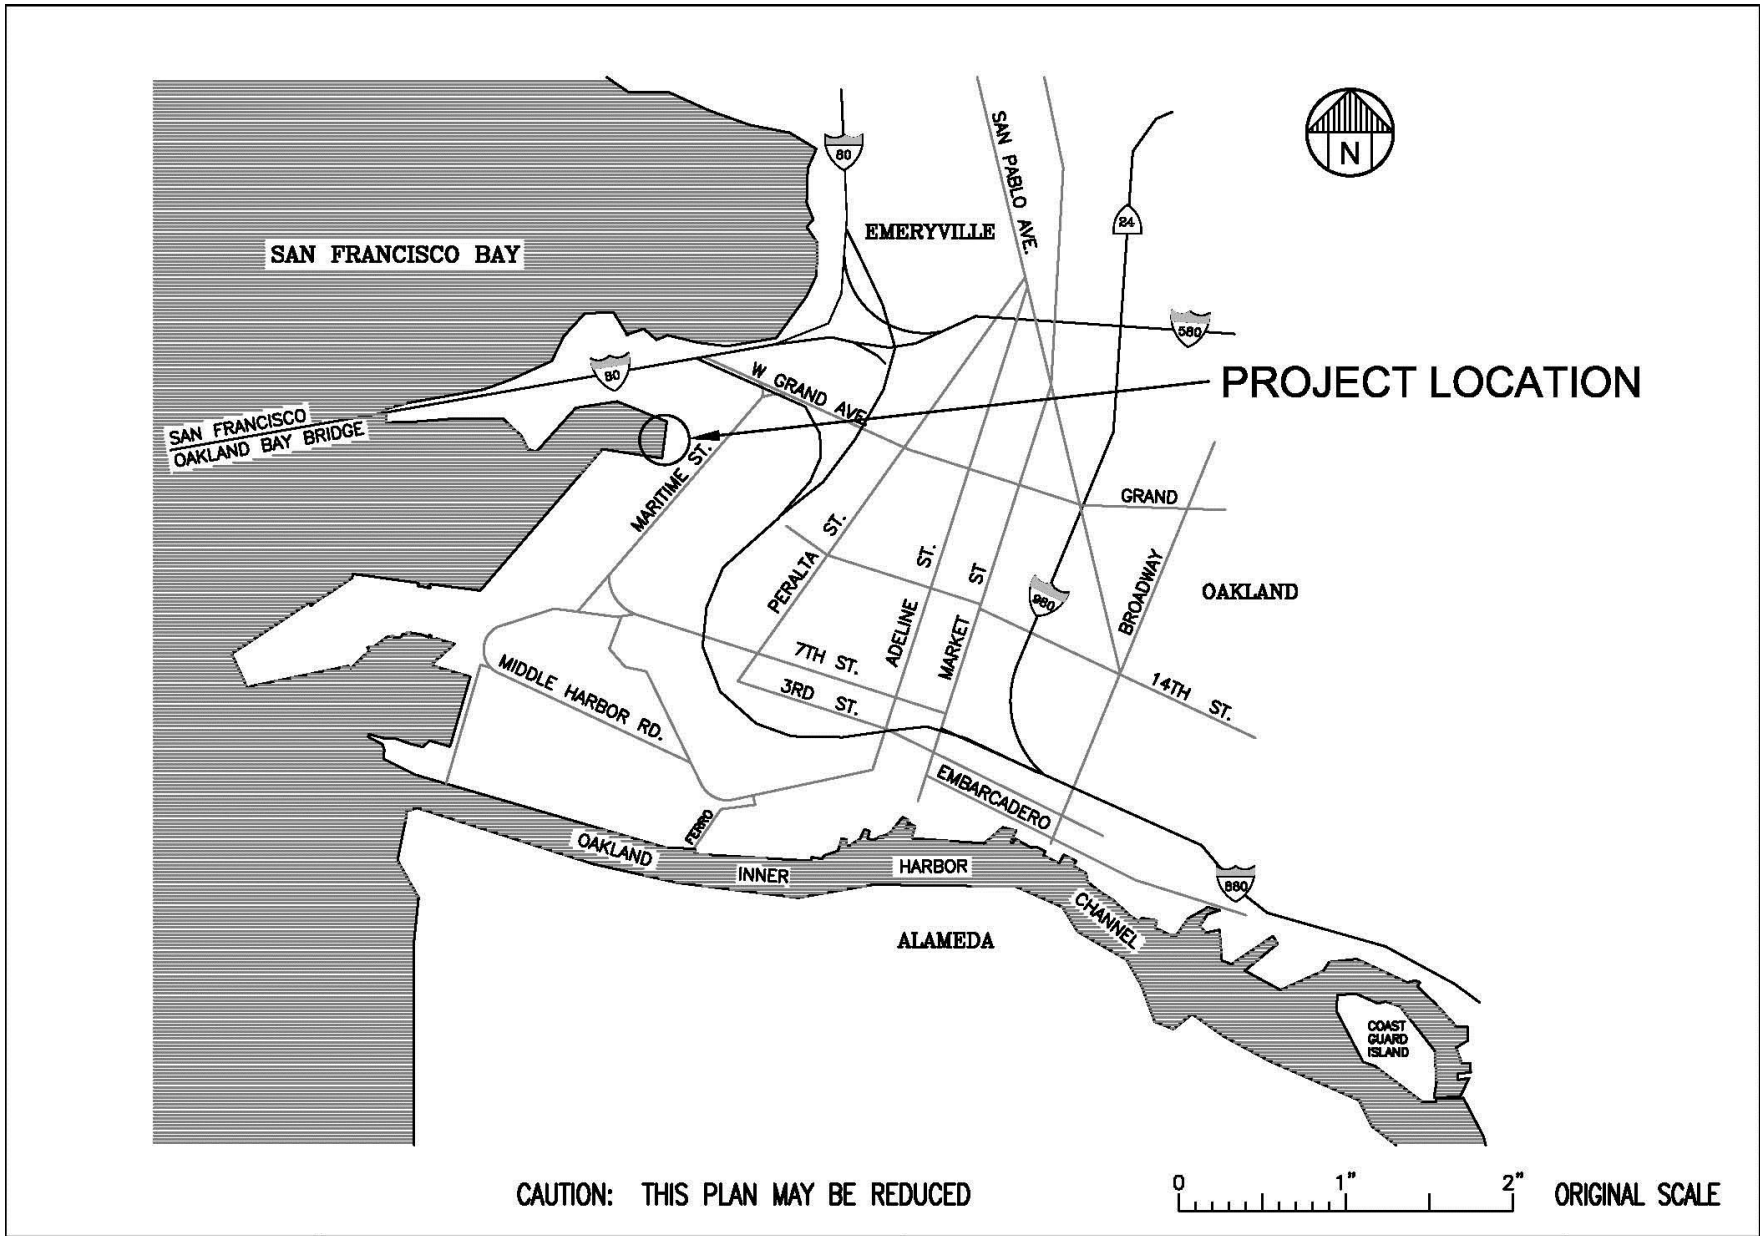 80
SAN PABLO AVE.
N
24
EMERYVILLE
SAN FRANCISCO BAY
580
80
W GRAND AVE
PROJECT LOCATION
SAN FRANCISCO
OAKLAND BAY BRIDGE
MARITIME ST.
GRAND
PERALTA ST.
ADELINE ST.
MARKET ST
980
BROADWAY
OAKLAND
7TH ST.
3RD ST.
14TH ST.
MIDDLE HARBOR RD.
EMBARCADERO
FERRO
OAKLAND
INNER
HARBOR
CHANNEL
880
ALAMEDA
COAST
GUARD
ISLAND
CAUTION: THIS PLAN MAY BE REDUCED
0 1" 2"
ORIGINAL SCALE